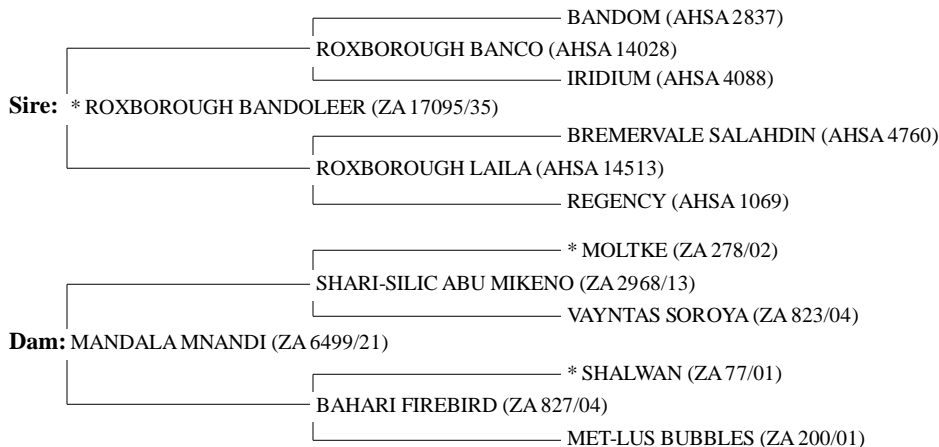 BANDOM (AHSA 2837)
ROXBOROUGH BANCO (AHSA 14028)
IRIDIUM (AHSA 4088)
Sire: * ROXBOROUGH BANDOLEER (ZA 17095/35)
BREMERVALE SALAHDIN (AHSA 4760)
ROXBOROUGH LAILA (AHSA 14513)
REGENCY (AHSA 1069)
* MOLTKE (ZA 278/02)
SHARI-SILIC ABU MIKENO (ZA 2968/13)
VAYNTAS SOROYA (ZA 823/04)
Dam: MANDALA MNANDI (ZA 6499/21)
* SHALWAN (ZA 77/01)
BAHARI FIREBIRD (ZA 827/04)
MET-LUS BUBBLES (ZA 200/01)